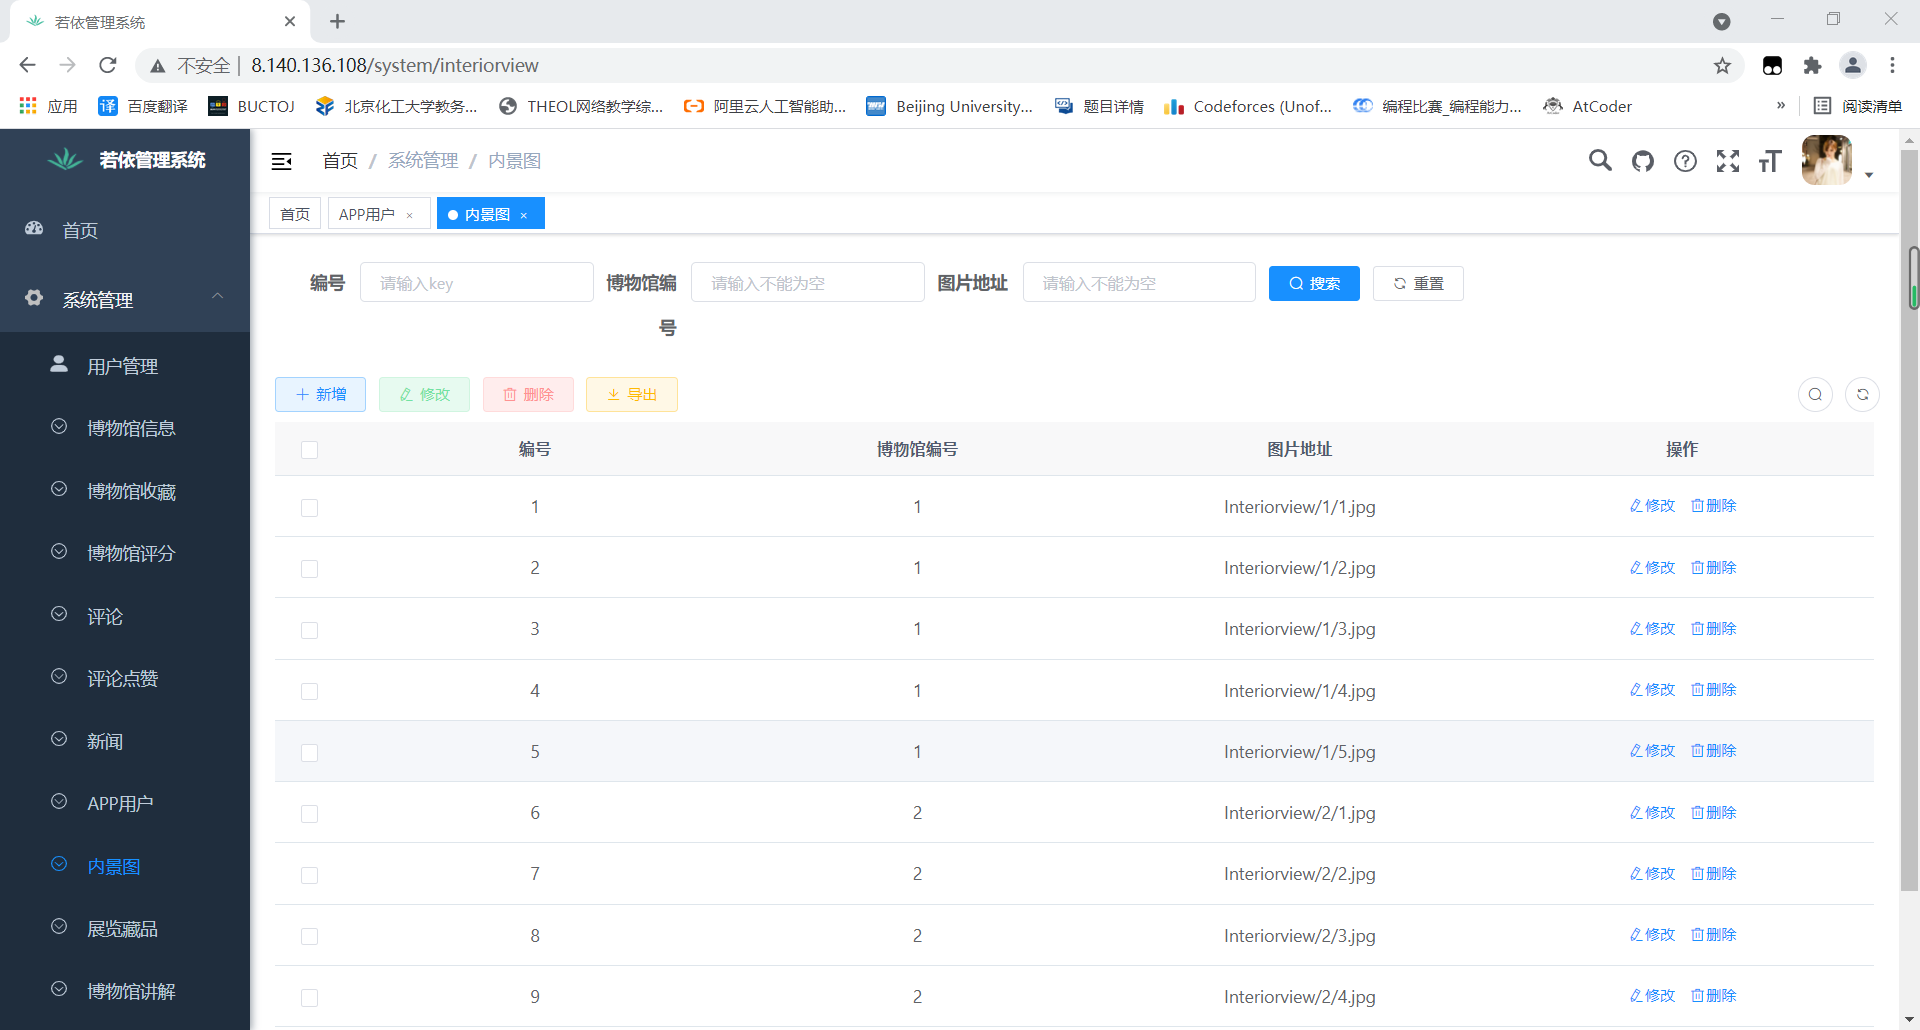 若依管理系统
不安全 | 8.140.136.108/system/interiorview
应用 百度翻译 BUCTOJ 北京化工大学教务... THEOL网络教学综... 阿里云人工智能助... Beijing University... 题目详情 Codeforces (Unof... 编程比赛_编程能力... AtCoder » 阅读清单
若依管理系统
首页 / 系统管理 / 内景图
首页 APP用户 × 内景图 ×
首页
系统管理
用户管理
博物馆信息
博物馆收藏
博物馆评分
评论
评论点赞
新闻
APP用户
内景图
展览藏品
博物馆讲解
编号 请输入key 博物馆编号 请输入不能为空 图片地址 请输入不能为空 搜索 重置
新增 修改 删除 导出
编号 博物馆编号 图片地址 操作
1 1 Interiorview/1/1.jpg 修改 删除
2 1 Interiorview/1/2.jpg 修改 删除
3 1 Interiorview/1/3.jpg 修改 删除
4 1 Interiorview/1/4.jpg 修改 删除
5 1 Interiorview/1/5.jpg 修改 删除
6 2 Interiorview/2/1.jpg 修改 删除
7 2 Interiorview/2/2.jpg 修改 删除
8 2 Interiorview/2/3.jpg 修改 删除
9 2 Interiorview/2/4.jpg 修改 删除